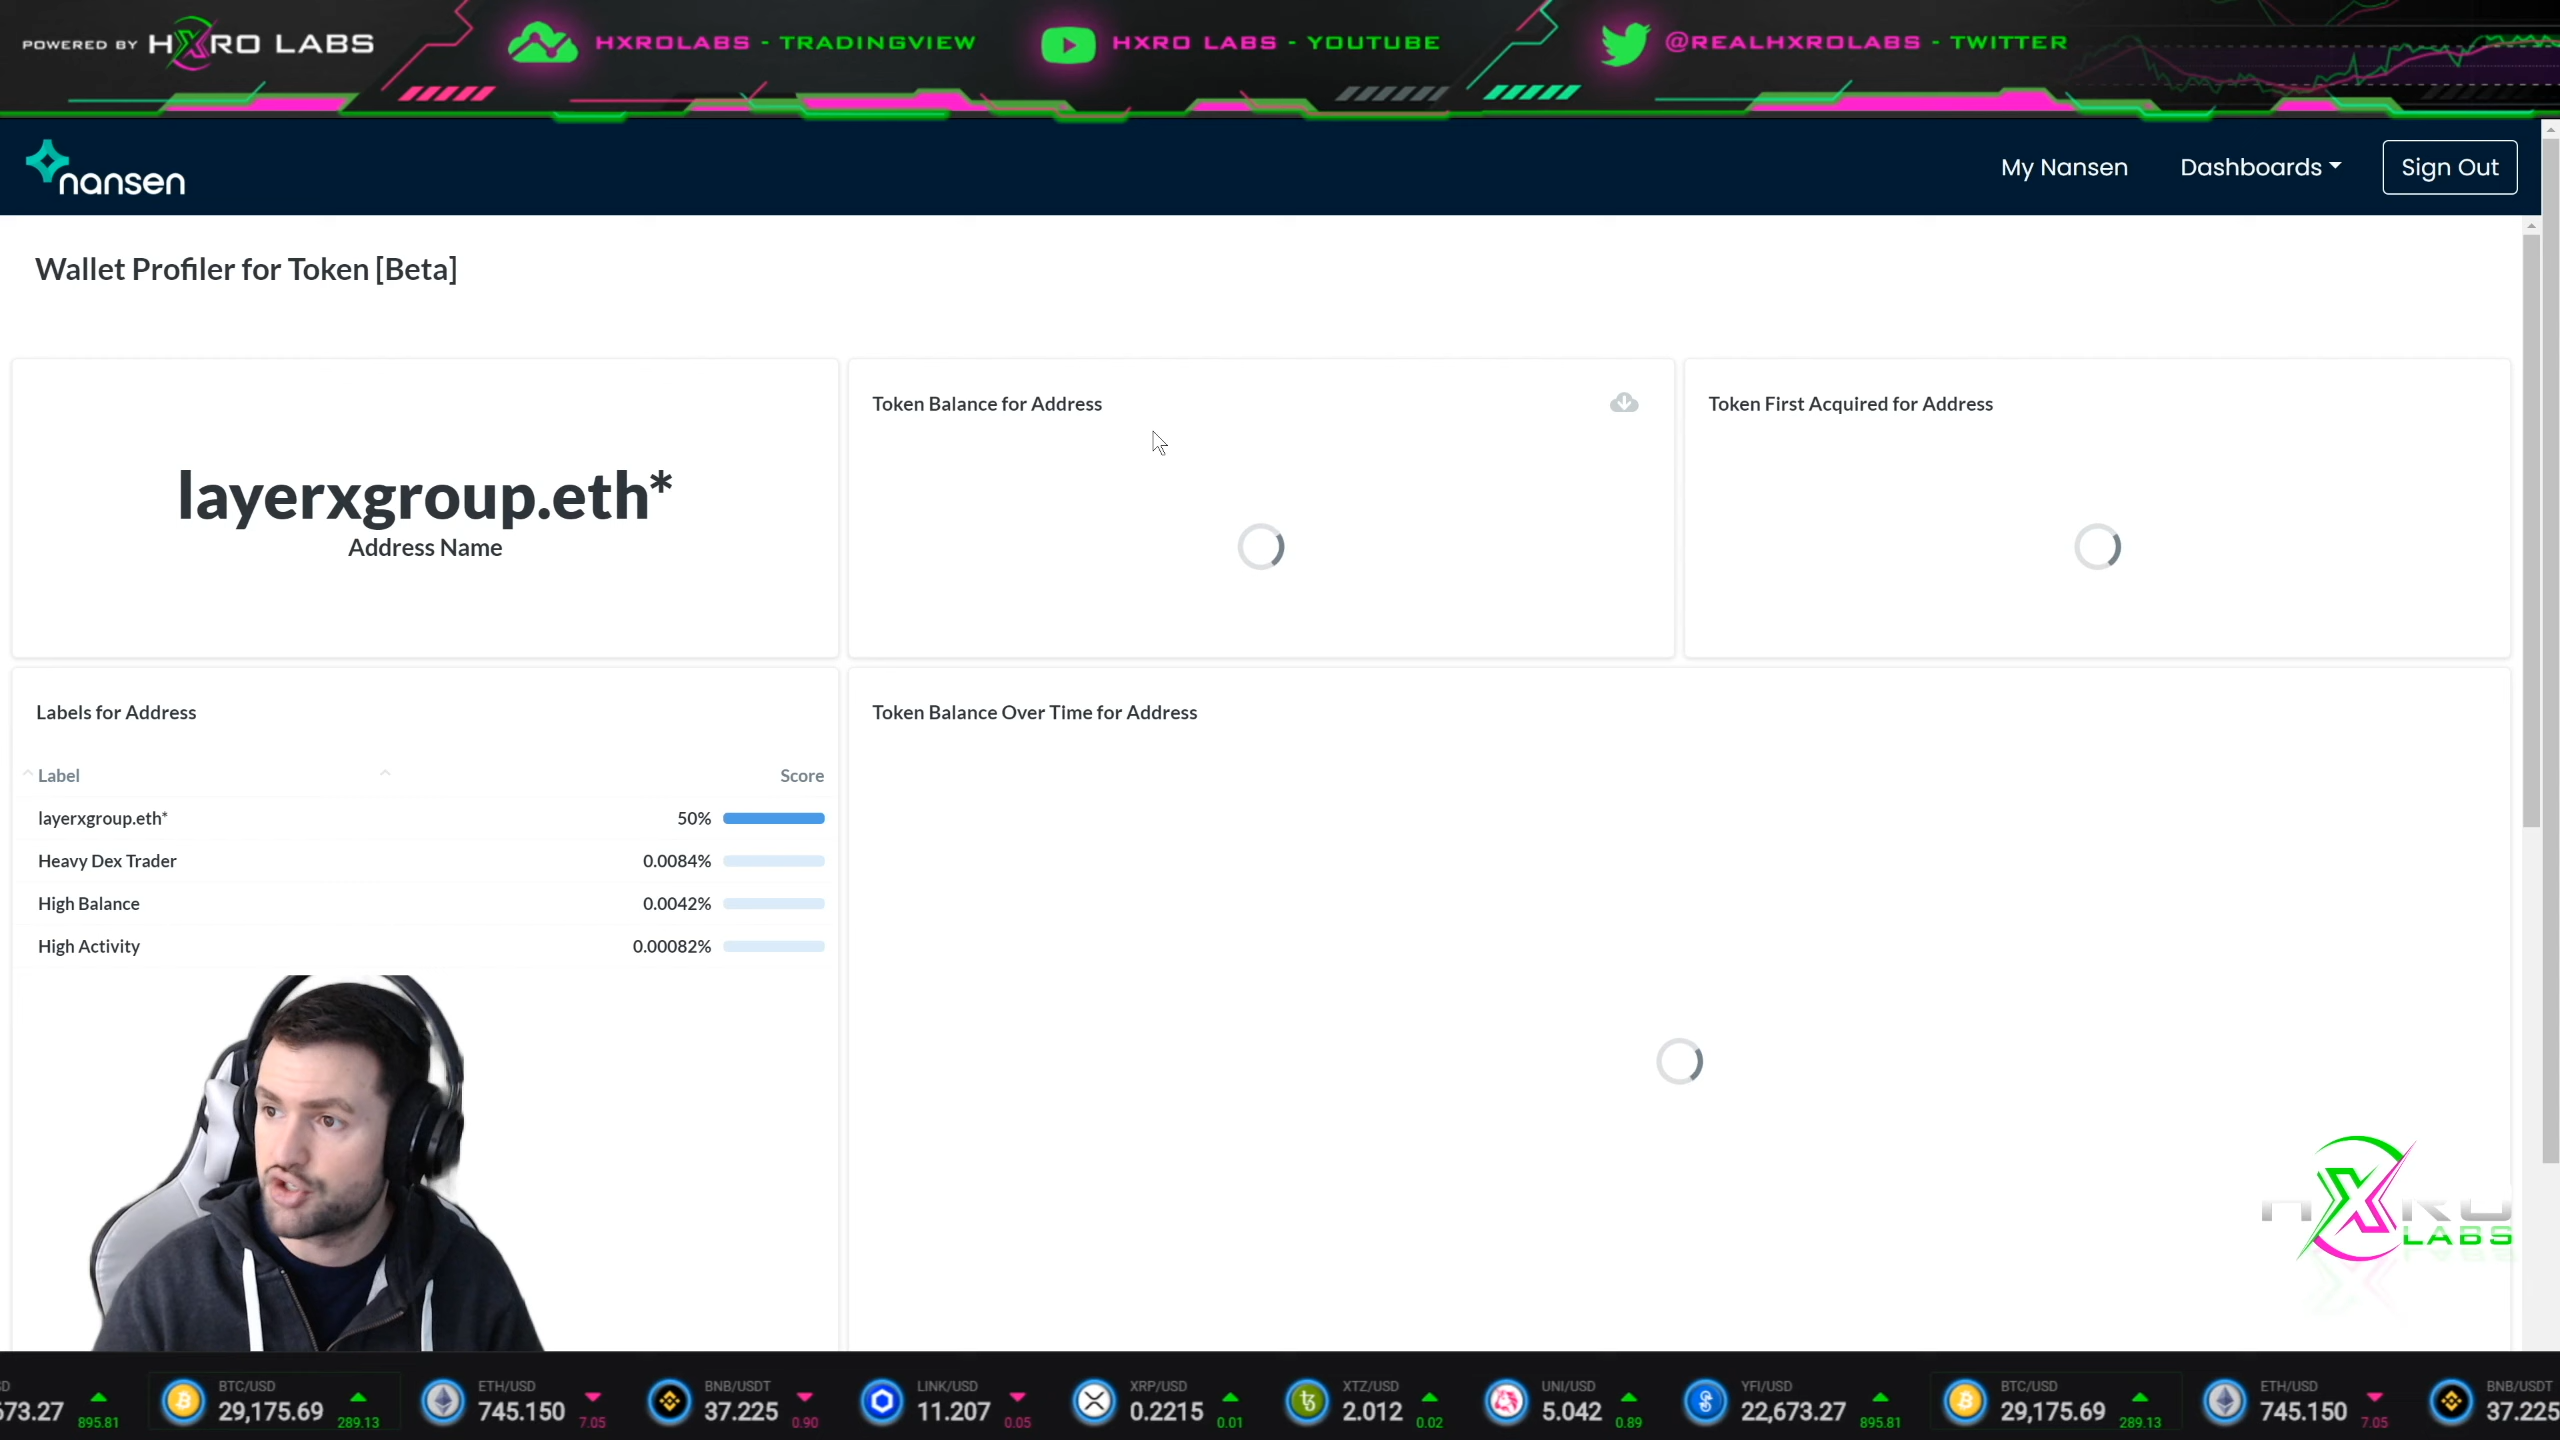 POWERED BY HXRO LABS
HXROLABS - TRADINGVIEW
HXRO LABS - YOUTUBE
@REALHXROLABS - TWITTER
nansen
My Nansen
Dashboards
Sign Out
Wallet Profiler for Token [Beta]
layerxgroup.eth*
Address Name
Token Balance for Address
Token First Acquired for Address
Labels for Address
Label Score
layerxgroup.eth* 50%
Heavy Dex Trader 0.0084%
High Balance 0.0042%
High Activity 0.00082%
Token Balance Over Time for Address
HXRO
LABS
D
673.27 895.81
BTC/USD
29,175.69 289.13
ETH/USD
745.150 7.05
BNB/USDT
37.225 0.90
LINK/USD
11.207 0.05
XRP/USD
0.2215 0.01
XTZ/USD
2.012 0.02
UNI/USD
5.042 0.89
YFI/USD
22,673.27 895.81
BTC/USD
29,175.69 289.13
ETH/USD
745.150 7.05
BNB/USDT
37.225